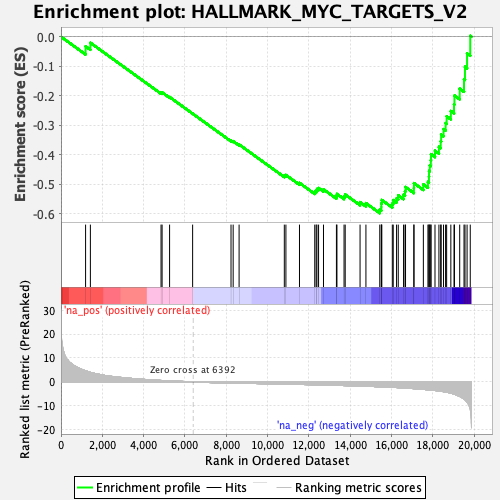 Enrichment plot: HALLMARK_MYC_TARGETS_V2
Enrichment score (ES)
0.0
-0.1
-0.2
-0.3
-0.4
-0.5
-0.6
'na_pos' (positively correlated)
Ranked list metric (PreRanked)
30
20
10
0
-10
-20
Zero cross at 6392
'na_neg' (negatively correlated)
0 2,000 4,000 6,000 8,000 10,000 12,000 14,000 16,000 18,000 20,000
Rank in Ordered Dataset
Enrichment profile Hits Ranking metric scores